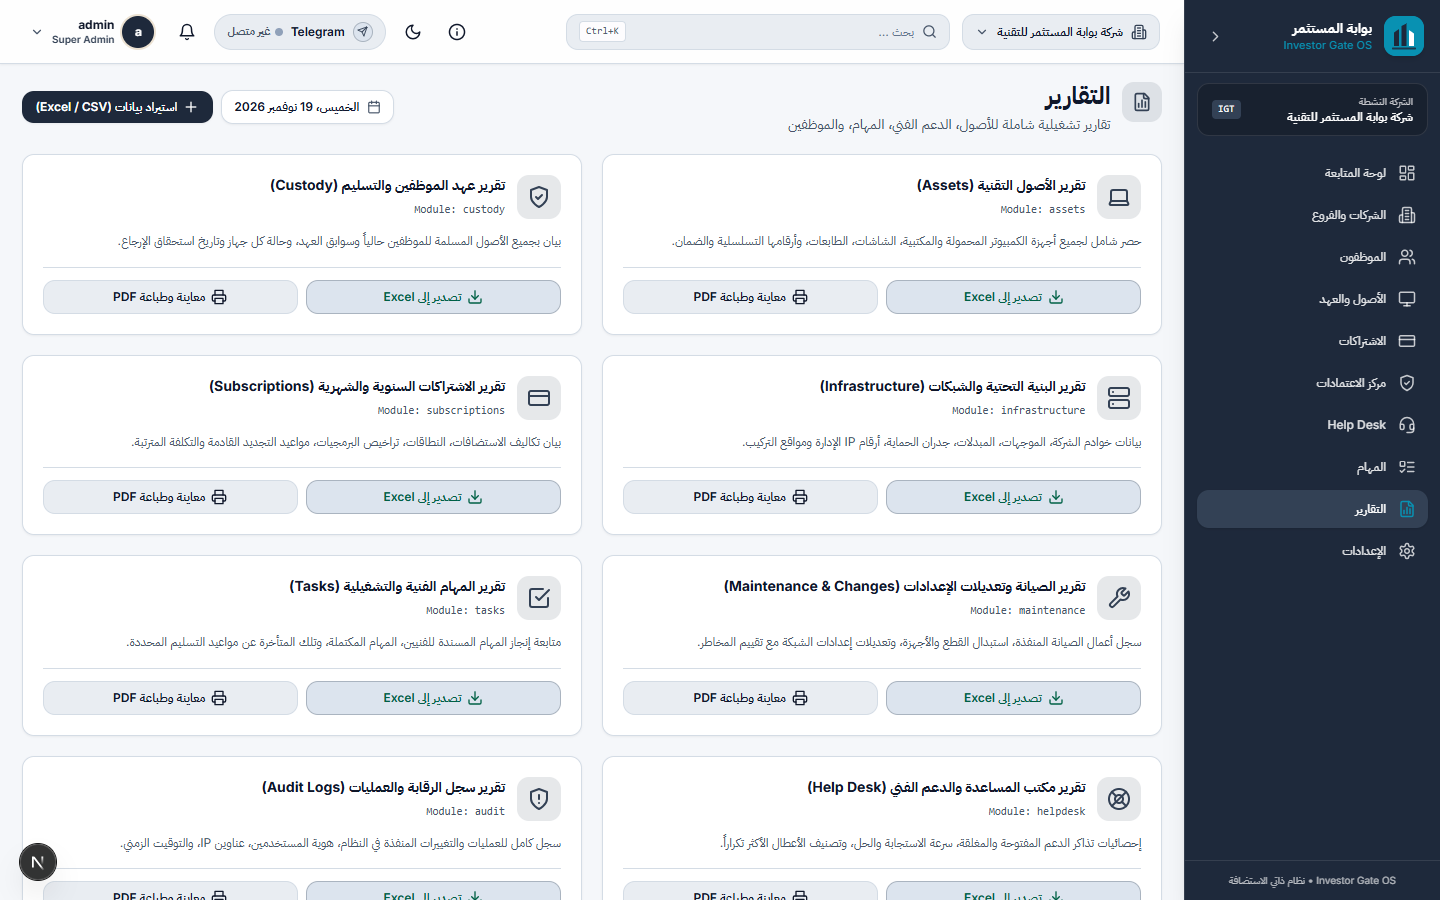 بوابة المستثمر
Investor Gate OS
الشركة النشطة
شركة بوابة المستثمر للتقنية
IGT
لوحة المتابعة
الشركات والفروع
الموظفون
الأصول والعهد
الاشتراكات
مركز الاعتمادات
Help Desk
المهام
التقارير
الإعدادات
Investor Gate OS • نظام ذاتي الاستضافة
شركة بوابة المستثمر للتقنية
بحث ...
Ctrl+K
Telegram
غير متصل
a
admin
Super Admin
التقارير
تقارير تشغيلية شاملة للأصول، الدعم الفني، المهام، والموظفين
الخميس، 19 نوفمبر 2026
استيراد بيانات (Excel / CSV)
تقرير الأصول التقنية (Assets)
Module: assets
حصر شامل لجميع أجهزة الكمبيوتر المحمولة والمكتبية، الشاشات، الطابعات، وأرقامها التسلسلية والضمان.
تصدير إلى Excel
معاينة وطباعة PDF
تقرير عهد الموظفين والتسليم (Custody)
Module: custody
بيان بجميع الأصول المسلمة للموظفين حالياً وسوابق العهد، وحالة كل جهاز وتاريخ استحقاق الإرجاع.
تصدير إلى Excel
معاينة وطباعة PDF
تقرير البنية التحتية والشبكات (Infrastructure)
Module: infrastructure
بيانات خوادم الشركة، الموجهات، المبدلات، جدران الحماية، أرقام IP الإدارة ومواقع التركيب.
تصدير إلى Excel
معاينة وطباعة PDF
تقرير الاشتراكات السنوية والشهرية (Subscriptions)
Module: subscriptions
بيان تكاليف الاستضافات، النطاقات، تراخيص البرمجيات، مواعيد التجديد القادمة والتكلفة المترتبة.
تصدير إلى Excel
معاينة وطباعة PDF
تقرير الصيانة وتعديلات الإعدادات (Maintenance & Changes)
Module: maintenance
سجل أعمال الصيانة المنفذة، استبدال القطع والأجهزة، وتعديلات إعدادات الشبكة مع تقييم المخاطر.
تصدير إلى Excel
معاينة وطباعة PDF
تقرير المهام الفنية والتشغيلية (Tasks)
Module: tasks
متابعة إنجاز المهام المسندة للفنيين، المهام المكتملة، وتلك المتأخرة عن مواعيد التسليم المحددة.
تصدير إلى Excel
معاينة وطباعة PDF
تقرير مكتب المساعدة والدعم الفني (Help Desk)
Module: helpdesk
إحصائيات تذاكر الدعم المفتوحة والمغلقة، سرعة الاستجابة والحل، وتصنيف الأعطال الأكثر تكراراً.
تصدير إلى Excel
معاينة وطباعة PDF
تقرير سجل الرقابة والعمليات (Audit Logs)
Module: audit
سجل كامل للعمليات والتغييرات المنفذة في النظام، هوية المستخدمين، عناوين IP، والتوقيت الزمني.
تصدير إلى Excel
معاينة وطباعة PDF
N